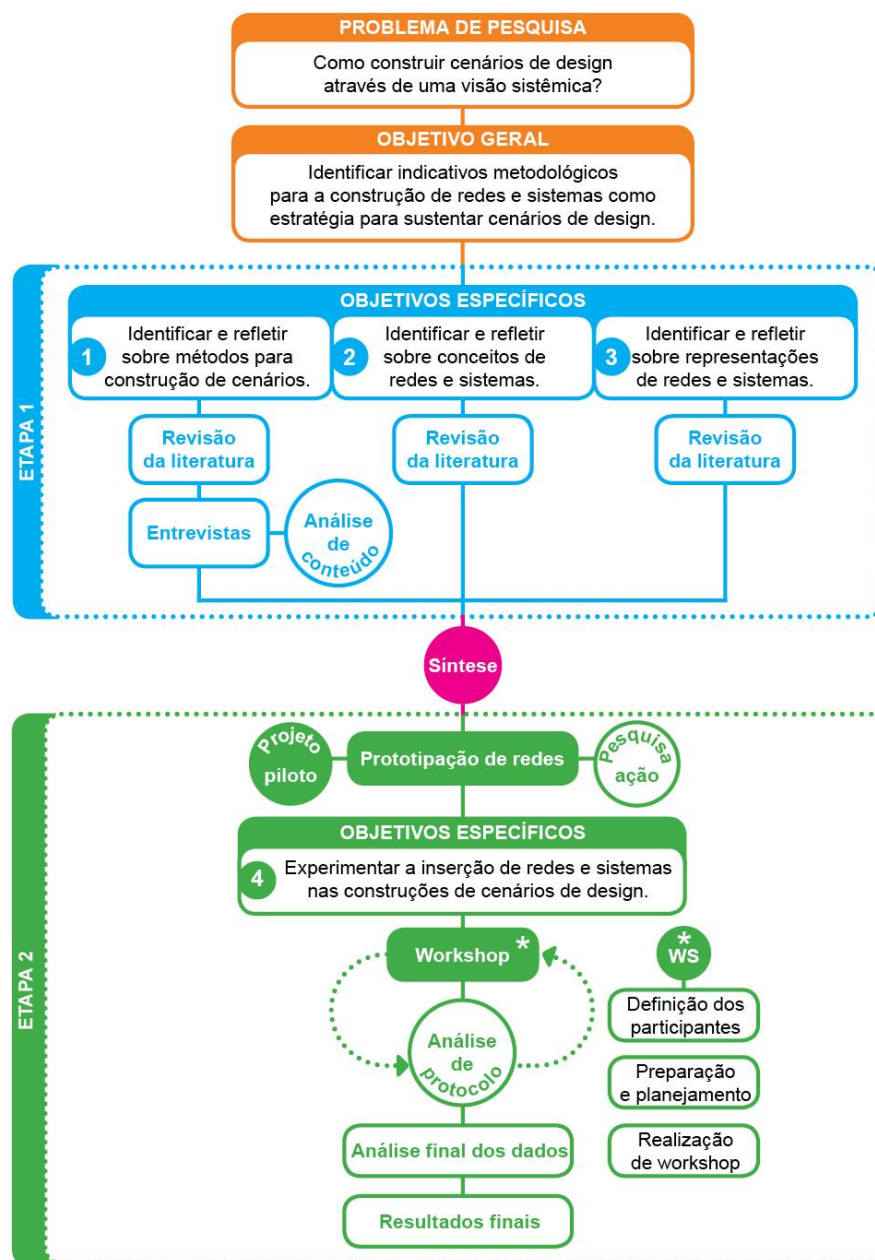 PROBLEMA DE PESQUISA
Como construir cenários de design
através de uma visão sistêmica?
OBJETIVO GERAL
Identificar indicativos metodológicos
para a construção de redes e sistemas como
estratégia para sustentar cenários de design.
ETAPA 1
OBJETIVOS ESPECÍFICOS
1
Identificar e refletir
sobre métodos para
construção de cenários.
2
Identificar e refletir
sobre conceitos de
redes e sistemas.
3
Identificar e refletir
sobre representações
de redes e sistemas.
Revisão
da literatura
Revisão
da literatura
Revisão
da literatura
Entrevistas
Análise
de
conteúdo
Síntese
ETAPA 2
Projeto
piloto
Prototipação de redes
Pesquisa
ação
OBJETIVOS ESPECÍFICOS
4
Experimentar a inserção de redes e sistemas
nas construções de cenários de design.
Workshop *
Análise
de
protocolo
Análise final dos dados
Resultados finais
*
WS
Definição dos
participantes
Preparação
e planejamento
Realização
de workshop